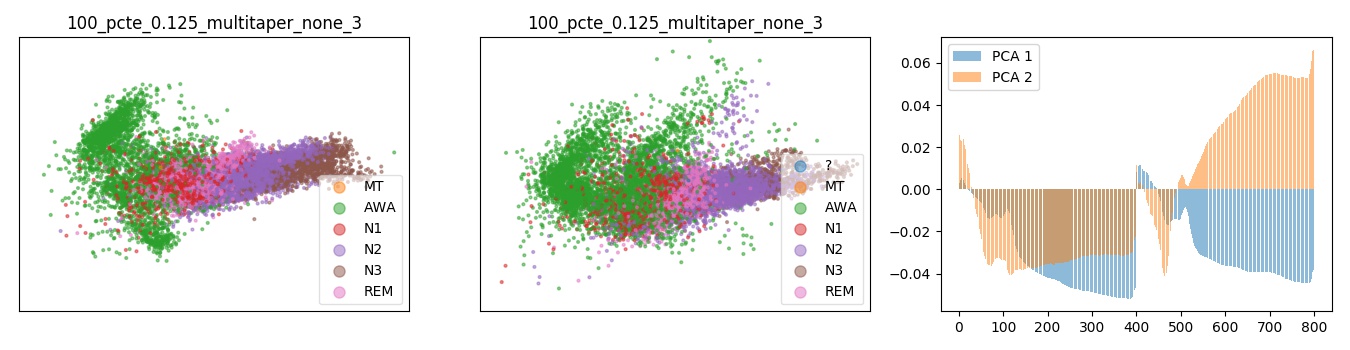 100_pcte_0.125_multitaper_none_3
MT
AWA
N1
N2
N3
REM
100_pcte_0.125_multitaper_none_3
?
MT
AWA
N1
N2
N3
REM
PCA 1
PCA 2
0.06
0.04
0.02
0.00
−0.02
−0.04
0 100 200 300 400 500 600 700 800